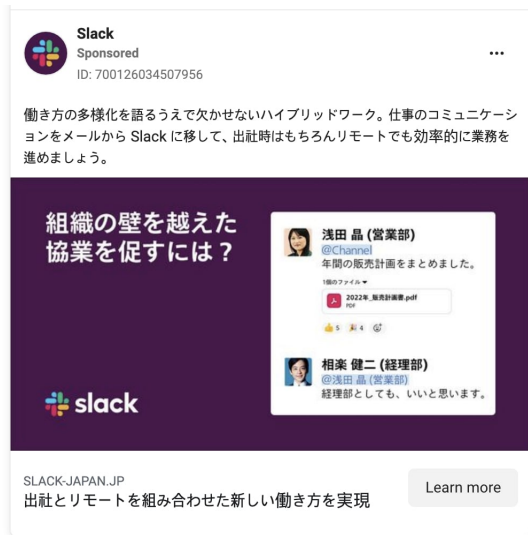 Slack
Sponsored
ID: 700126034507956
働き方の多様化を語るうえで欠かせないハイブリッドワーク。仕事のコミュニケーシ
ョンをメールから Slack に移して、出社時はもちろんリモートでも効率的に業務を
進めましょう。
組織の壁を越えた
協業を促すには？
浅田 晶 (営業部)
@Channel
年間の販売計画をまとめました。
1個のファイル
2022年_販売計画書.pdf
PDF
5 4
相楽 健二 (経理部)
@浅田 晶 (営業部)
経理部としても、いいと思います。
slack
SLACK-JAPAN.JP
出社とリモートを組み合わせた新しい働き方を実現
Learn more